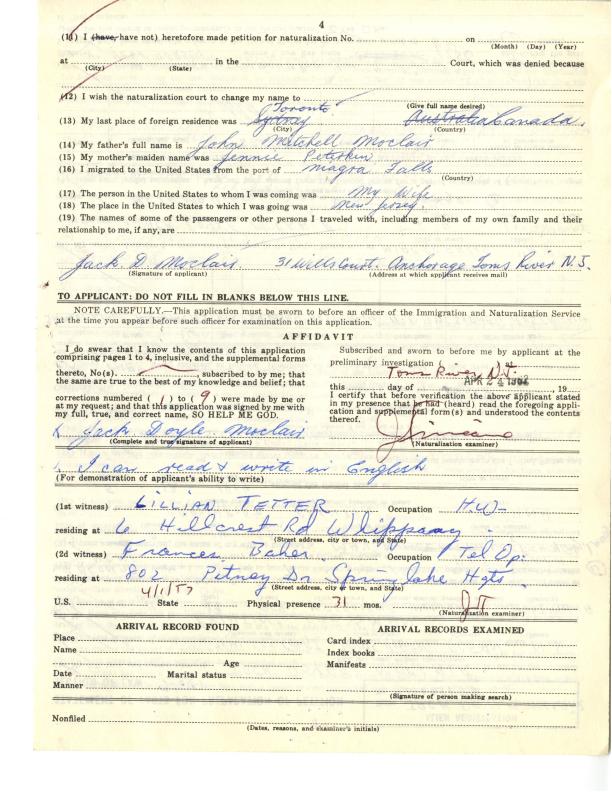 4
(11) I (have, have not) heretofore made petition for naturalization No. on
(Month) (Day) (Year)
at in the Court, which was denied because
(City) (State)
(12) I wish the naturalization court to change my name to
(Give full name desired)
Toronto
(13) My last place of foreign residence was Sydney Australia Canada.
(City) (Country)
(14) My father's full name is John Mitchell Moclair
(15) My mother's maiden name was Jennie Peterkin
(16) I migrated to the United States from the port of niagra Falls
(Country)
(17) The person in the United States to whom I was coming was My Wife
(18) The place in the United States to which I was going was New Jersey.
(19) The names of some of the passengers or other persons I traveled with, including members of my own family and their
relationship to me, if any, are
Jack. D. Moclair. 31 Wills Court. Anchorage Toms River N.J.
(Signature of applicant) (Address at which applicant receives mail)
TO APPLICANT: DO NOT FILL IN BLANKS BELOW THIS LINE.
NOTE CAREFULLY.—This application must be sworn to before an officer of the Immigration and Naturalization Service
at the time you appear before such officer for examination on this application.
AFFIDAVIT
I do swear that I know the contents of this application
comprising pages 1 to 4, inclusive, and the supplemental forms
thereto, No(s). , subscribed to by me; that
the same are true to the best of my knowledge and belief; that
corrections numbered ( 1 ) to ( 9 ) were made by me or
at my request; and that this application was signed by me with
my full, true, and correct name, SO HELP ME GOD.
Jack Doyle Moclair
(Complete and true signature of applicant)
Subscribed and sworn to before me by applicant at the
preliminary investigation (
Toms River N.J.
this day of APR 24 , 19
I certify that before verification the above applicant stated
in my presence that he had (heard) read the foregoing appli-
cation and supplemental form(s) and understood the contents
thereof.
(Naturalization examiner)
I can read & write in English
(For demonstration of applicant's ability to write)
(1st witness) LILLIAN TETTER Occupation H.W-
residing at 6 Hillcrest Rd Whippany.
(Street address, city or town, and State)
(2d witness) Frances Baker. Occupation Tel Op.
residing at 802 Pitney Dr Spring lake Hgts.
(Street address, city or town, and State)
4/1/57
U.S. State Physical presence 31 mos.
(Naturalization examiner)
ARRIVAL RECORD FOUND
Place
Name
Age
Date Marital status
Manner
ARRIVAL RECORDS EXAMINED
Card index
Index books
Manifests
(Signature of person making search)
Nonfiled
(Dates, reasons, and examiner's initials)